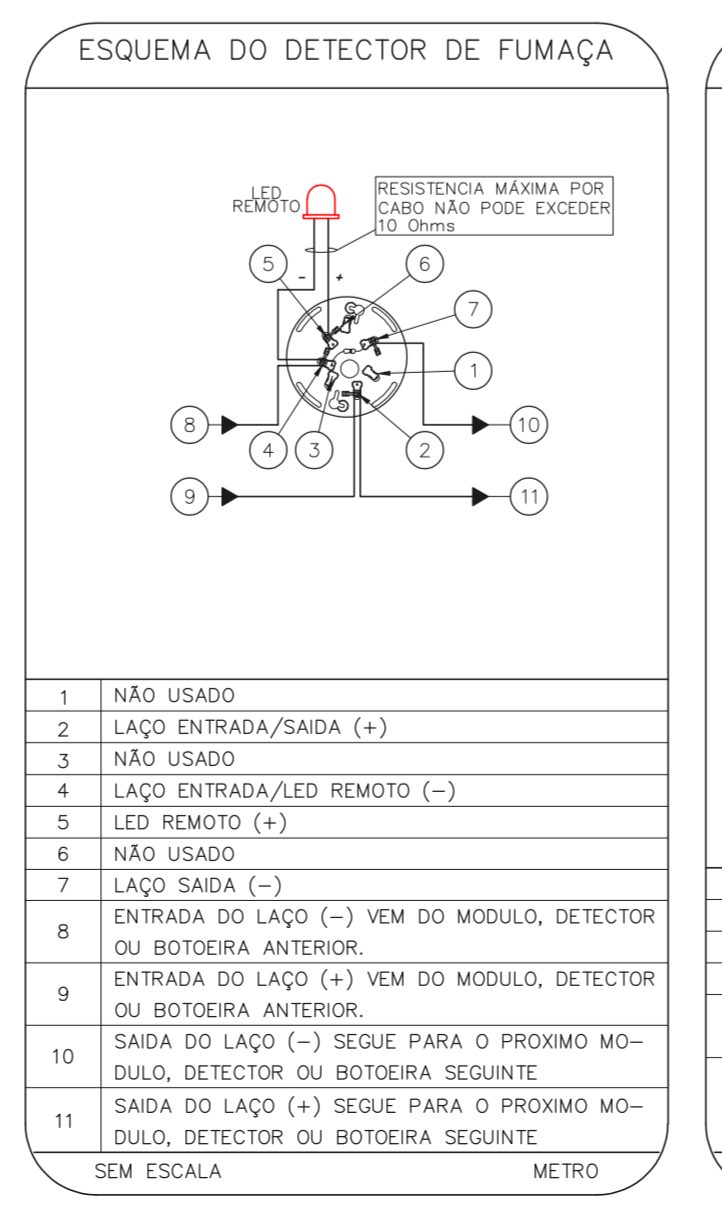 ESQUEMA DO DETECTOR DE FUMAÇA
LED
REMOTO
RESISTENCIA MÁXIMA POR
CABO NÃO PODE EXCEDER
10 Ohms
5
-
+
6
7
1
8
4
3
2
10
9
11
1 NÃO USADO
2 LAÇO ENTRADA/SAIDA (+)
3 NÃO USADO
4 LAÇO ENTRADA/LED REMOTO (-)
5 LED REMOTO (+)
6 NÃO USADO
7 LAÇO SAIDA (-)
8 ENTRADA DO LAÇO (-) VEM DO MODULO, DETECTOR
OU BOTOEIRA ANTERIOR.
9 ENTRADA DO LAÇO (+) VEM DO MODULO, DETECTOR
OU BOTOEIRA ANTERIOR.
10 SAIDA DO LAÇO (-) SEGUE PARA O PROXIMO MO-
DULO, DETECTOR OU BOTOEIRA SEGUINTE
11 SAIDA DO LAÇO (+) SEGUE PARA O PROXIMO MO-
DULO, DETECTOR OU BOTOEIRA SEGUINTE
SEM ESCALA METRO